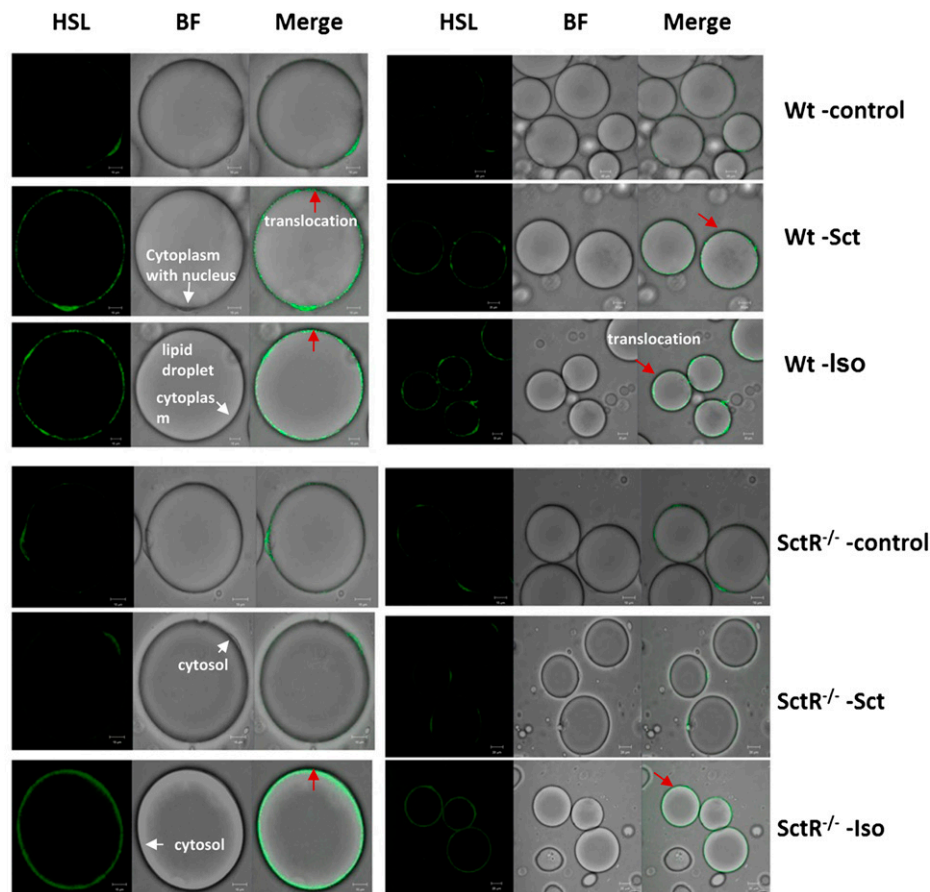 HSL BF Merge HSL BF Merge
Wt -control
translocation
Cytoplasm
with nucleus
Wt -Sct
lipid
droplet
cytoplas
m
translocation
Wt -Iso
SctR-/- -control
cytosol
SctR-/- -Sct
cytosol
SctR-/- -Iso